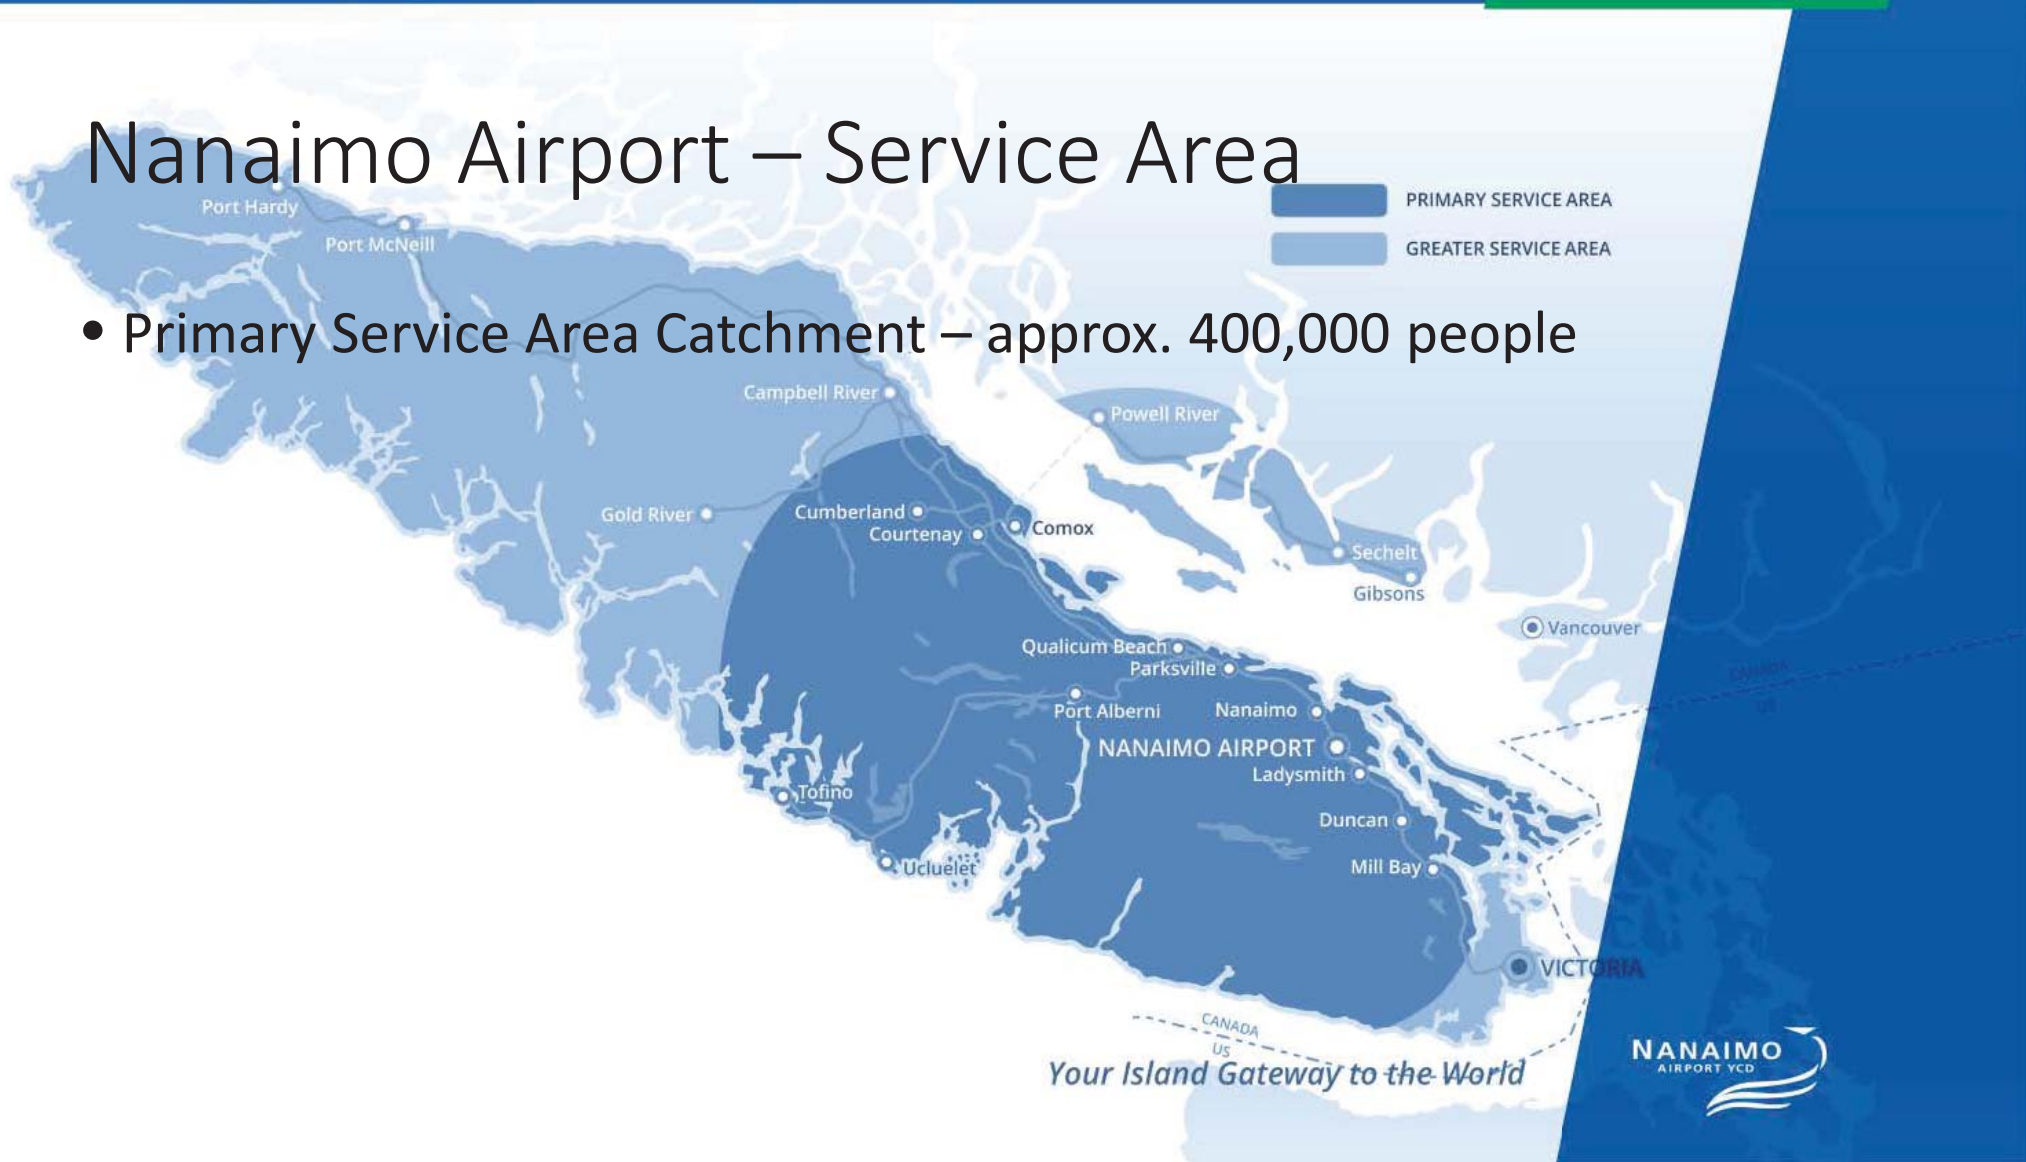 Nanaimo Airport – Service Area
PRIMARY SERVICE AREA
GREATER SERVICE AREA
Port Hardy
Port McNeill
• Primary Service Area Catchment – approx. 400,000 people
Campbell River
Powell River
Gold River
Cumberland
Courtenay
Comox
Sechelt
Gibsons
Vancouver
Qualicum Beach
Parksville
CANADA
US
Port Alberni
Nanaimo
NANAIMO AIRPORT
Ladysmith
Tofino
Duncan
Ucluelet
Mill Bay
VICTORIA
CANADA
US
Your Island Gateway to the World
NANAIMO
AIRPORT YCD